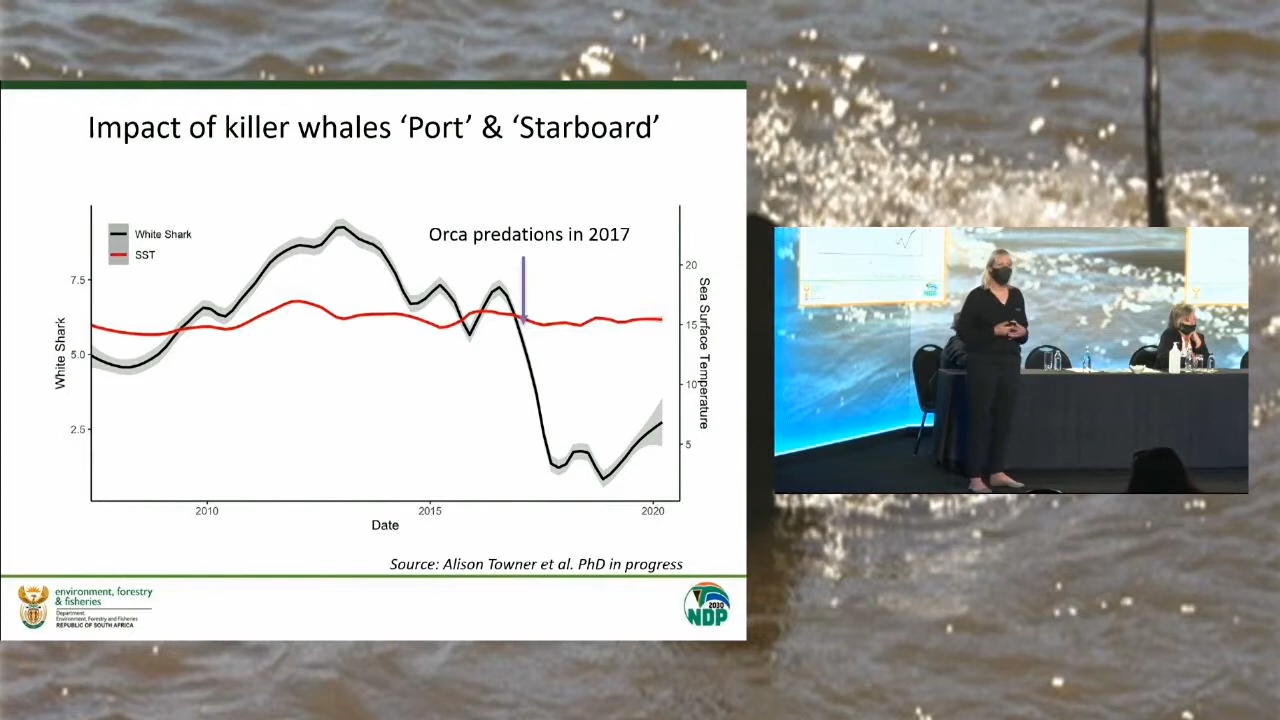 Impact of killer whales ‘Port’ & ‘Starboard’
White Shark
SST
Orca predations in 2017
7.5
5.0
2.5
White Shark
20
15
10
5
Sea Surface Temperature
2010
2015
2020
Date
Source: Alison Towner et al. PhD in progress
environment, forestry
& fisheries
Department:
Environment, Forestry and Fisheries
REPUBLIC OF SOUTH AFRICA
2030
NDP
NDP